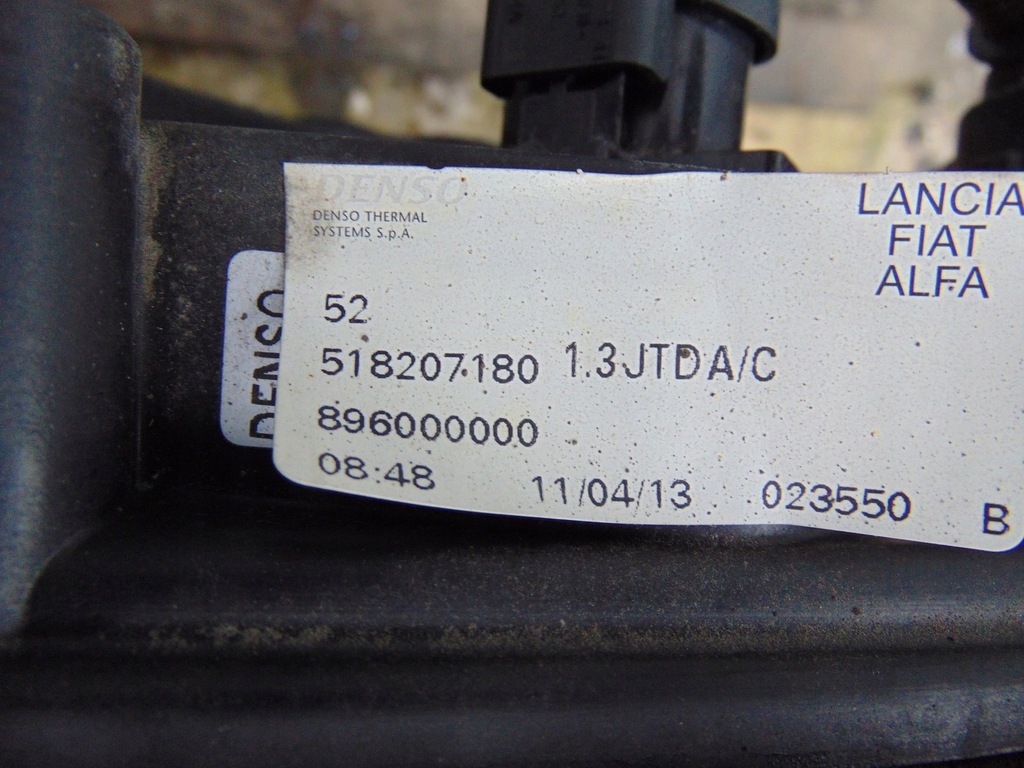 DENSO
DENSO THERMAL
SYSTEMS S.p.A.
LANCIA
FIAT
ALFA
DENSO
52
518207180 1.3JTD A/C
896000000
08:48 11/04/13 023550 B